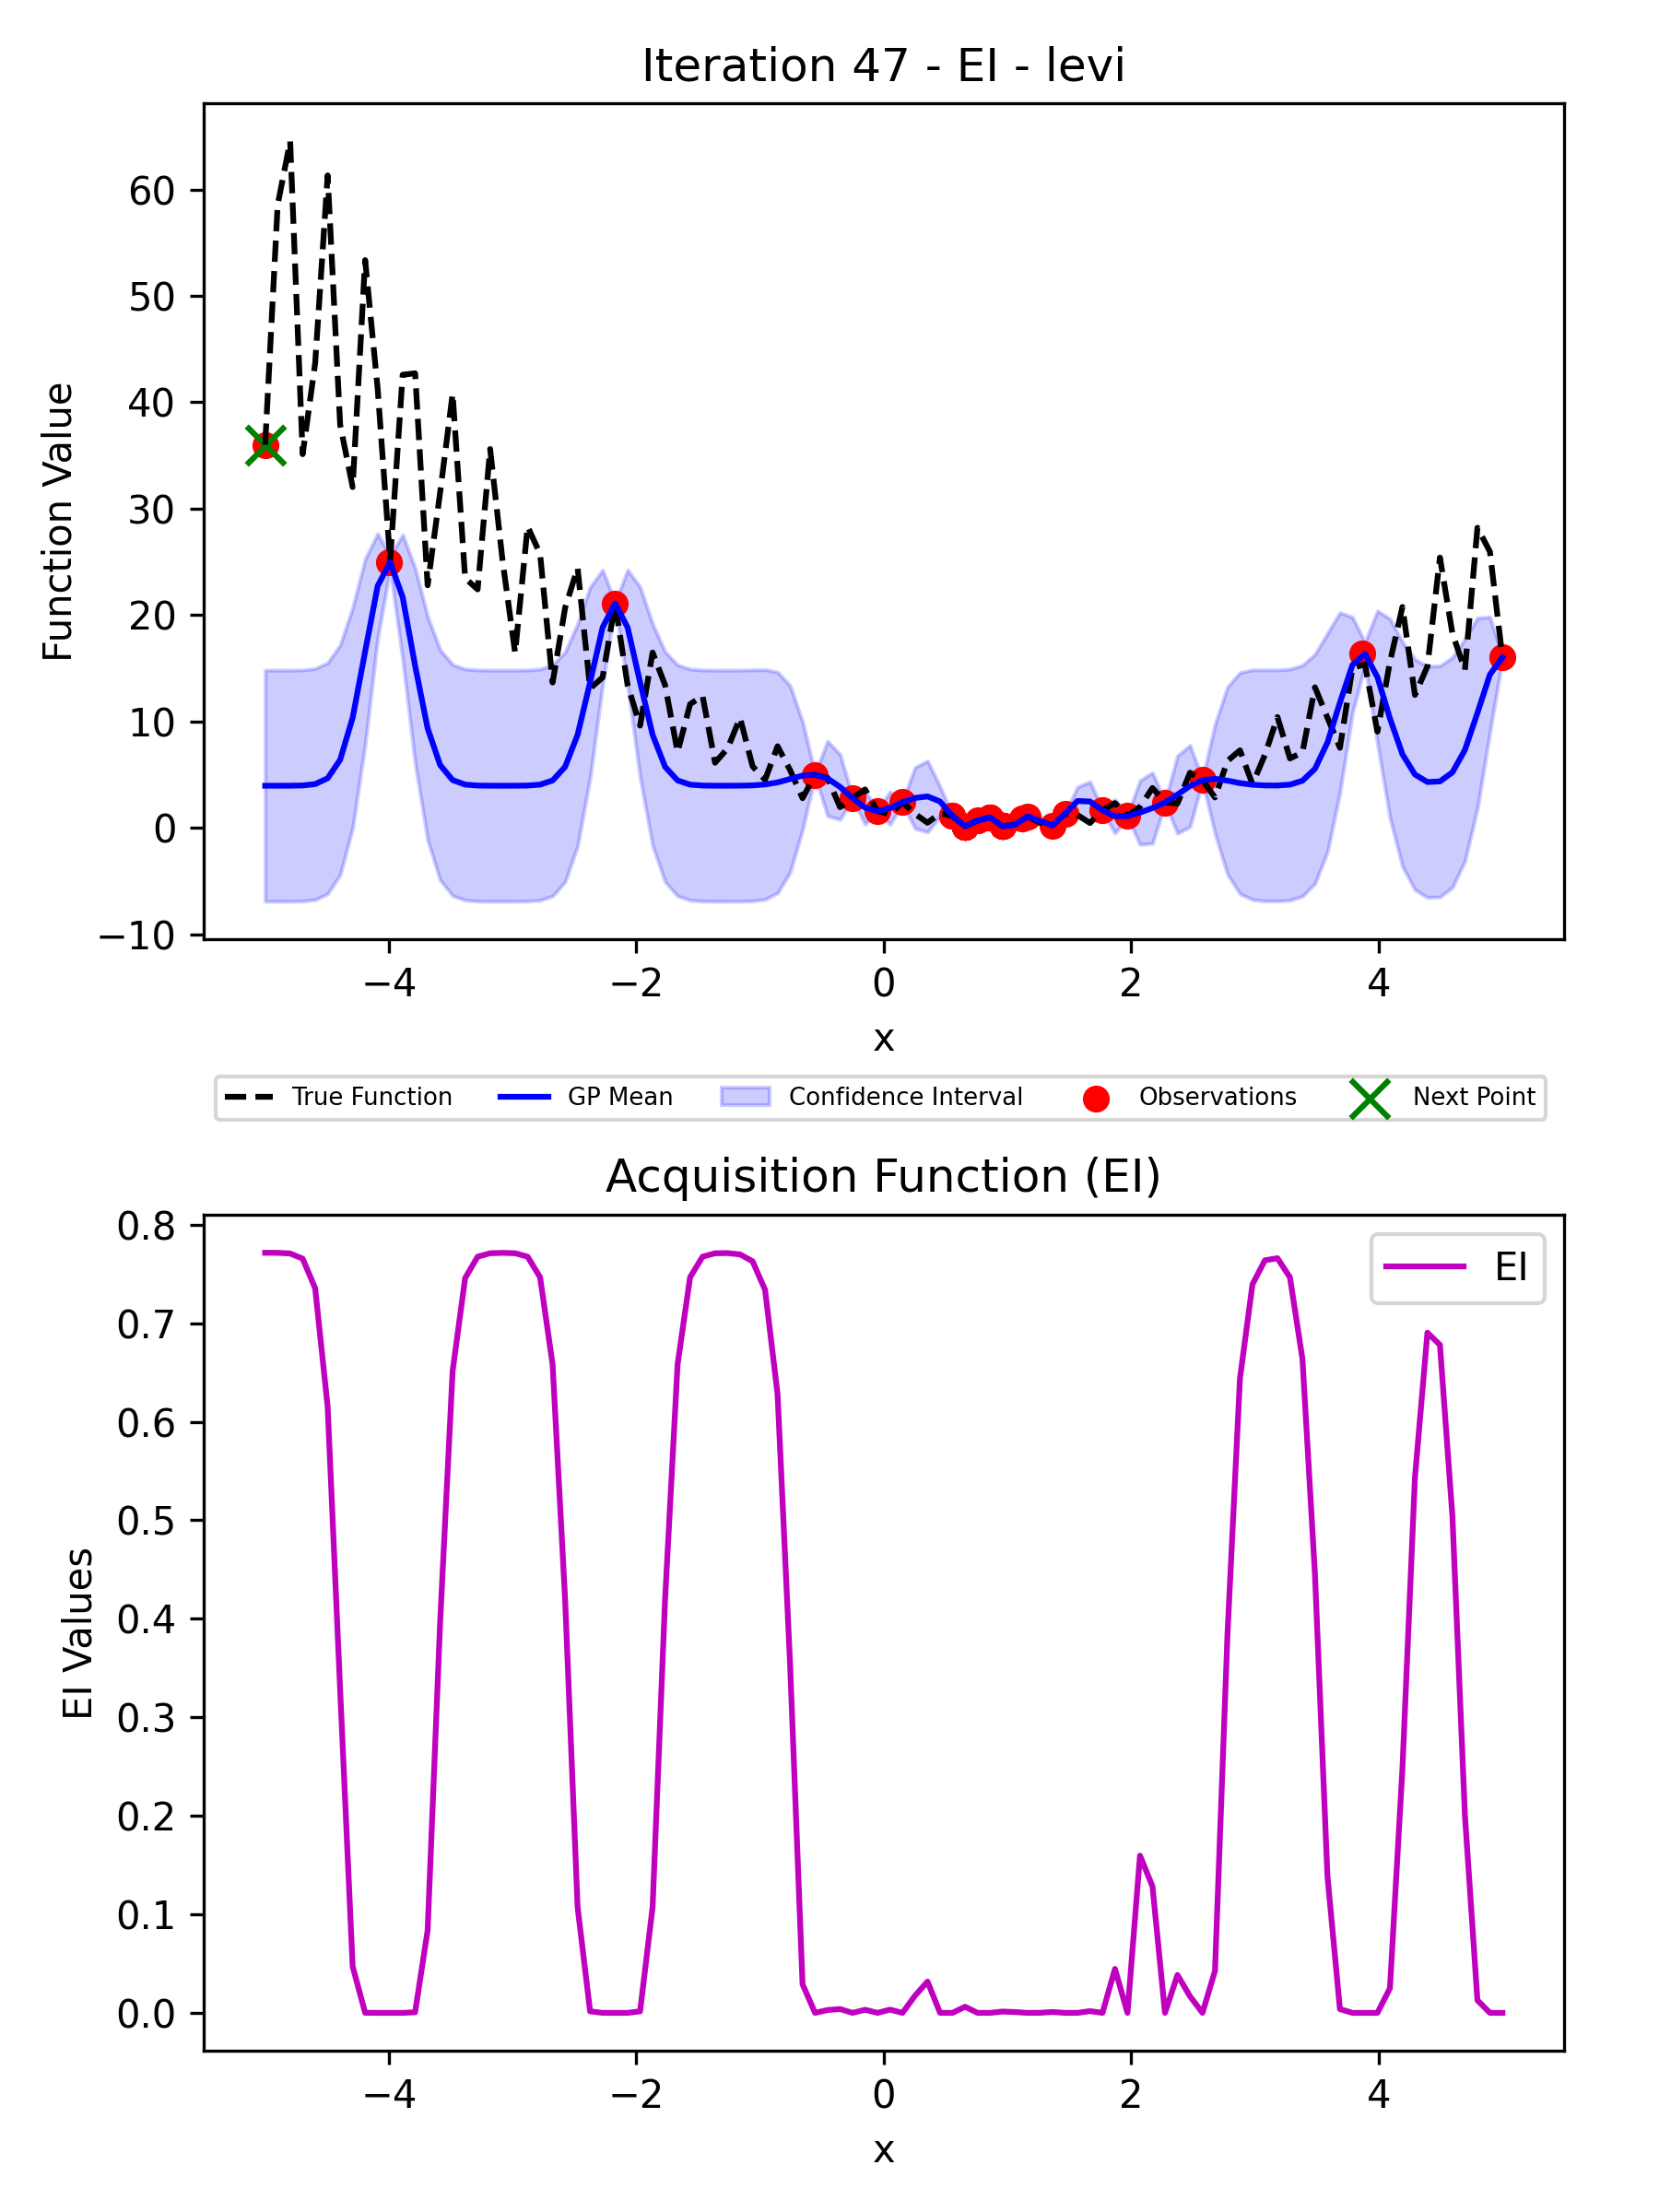 Iteration 47 - EI - levi
Function Value
60
50
40
30
20
10
0
−10
−4 −2 0 2 4
x
True Function GP Mean Confidence Interval Observations Next Point
Acquisition Function (EI)
EI Values
0.8
0.7
0.6
0.5
0.4
0.3
0.2
0.1
0.0
EI
−4 −2 0 2 4
x